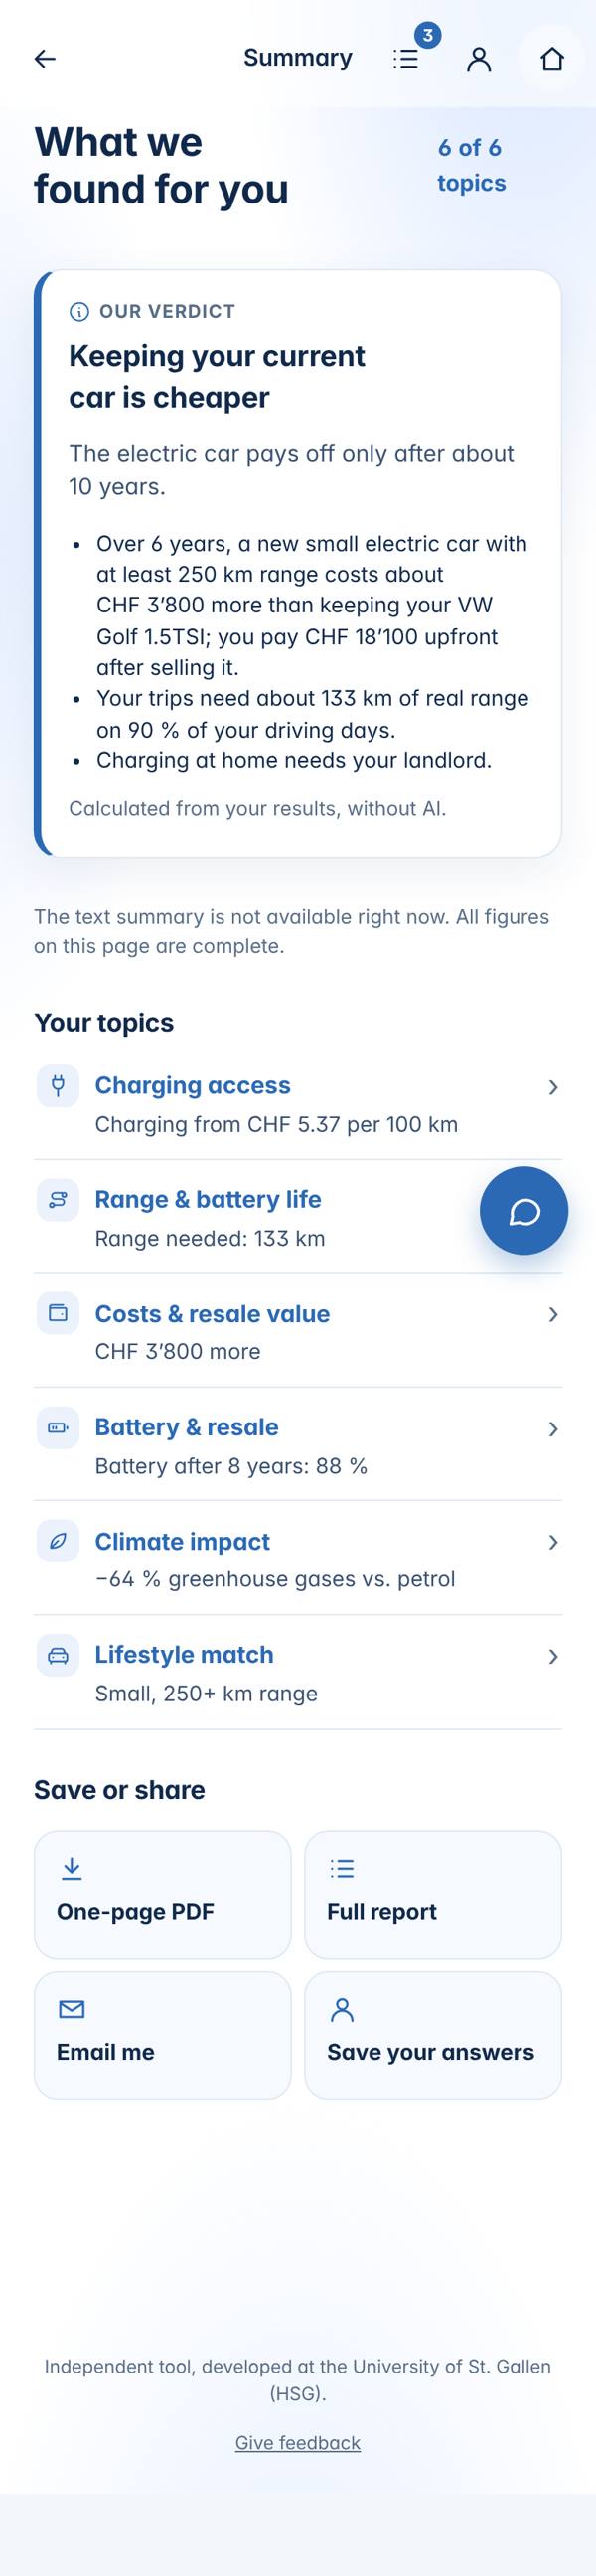 Summary
3
What we
found for you
6 of 6
topics
OUR VERDICT
Keeping your current
car is cheaper
The electric car pays off only after about
10 years.
• Over 6 years, a new small electric car with
at least 250 km range costs about
CHF 3’800 more than keeping your VW
Golf 1.5TSI; you pay CHF 18’100 upfront
after selling it.
• Your trips need about 133 km of real range
on 90 % of your driving days.
• Charging at home needs your landlord.
Calculated from your results, without AI.
The text summary is not available right now. All figures
on this page are complete.
Your topics
Charging access
Charging from CHF 5.37 per 100 km
Range & battery life
Range needed: 133 km
Costs & resale value
CHF 3’800 more
Battery & resale
Battery after 8 years: 88 %
Climate impact
−64 % greenhouse gases vs. petrol
Lifestyle match
Small, 250+ km range
Save or share
One-page PDF
Full report
Email me
Save your answers
Independent tool, developed at the University of St. Gallen
(HSG).
Give feedback